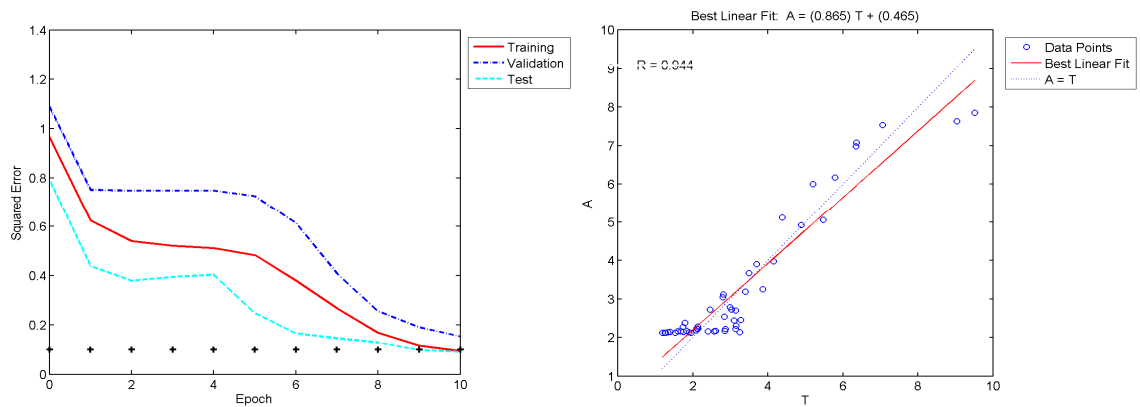 1.4
1.2
1
0.8
0.6
0.4
0.2
0
0 2 4 6 8 10
Squared Error
Epoch
Training
Validation
Test
Best Linear Fit: A = (0.865) T + (0.465)
10
9
8
7
6
5
4
3
2
1
0 2 4 6 8 10
R = 0.944
A
T
Data Points
Best Linear Fit
A = T